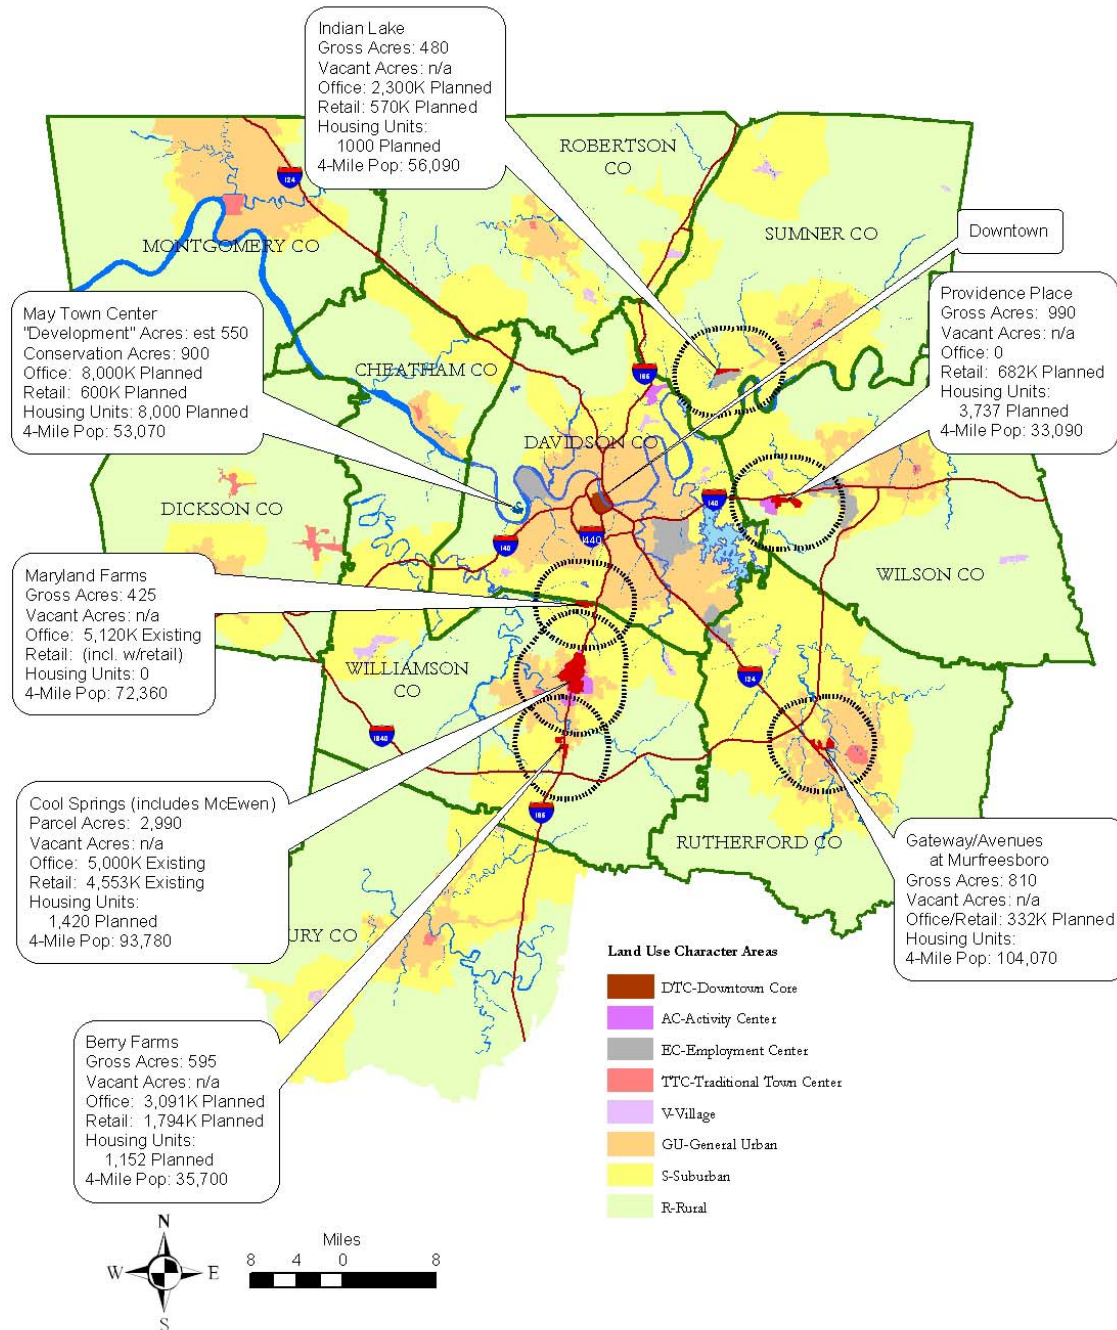 Indian Lake
Gross Acres: 480
Vacant Acres: n/a
Office: 2,300K Planned
Retail: 570K Planned
Housing Units:
1000 Planned
4-Mile Pop: 56,090
ROBERTSON
CO
SUMNER CO
Downtown
124
MONTGOMERY CO
May Town Center
"Development" Acres: est 550
Conservation Acres: 900
Office: 8,000K Planned
Retail: 600K Planned
Housing Units: 8,000 Planned
4-Mile Pop: 53,070
Providence Place
Gross Acres: 990
Vacant Acres: n/a
Office: 0
Retail: 682K Planned
Housing Units:
3,737 Planned
4-Mile Pop: 33,090
CHEATHAM CO
I65
DAVIDSON CO
DICKSON CO
I40
I440
I40
WILSON CO
Maryland Farms
Gross Acres: 425
Vacant Acres: n/a
Office: 5,120K Existing
Retail: (incl. w/retail)
Housing Units: 0
4-Mile Pop: 72,360
WILLIAMSON
CO
I24
I840
Cool Springs (includes McEwen)
Parcel Acres: 2,990
Vacant Acres: n/a
Office: 5,000K Existing
Retail: 4,553K Existing
Housing Units:
1,420 Planned
4-Mile Pop: 93,780
I65
RUTHERFORD CO
Gateway/Avenues
at Murfreesboro
Gross Acres: 810
Vacant Acres: n/a
Office/Retail: 332K Planned
Housing Units:
4-Mile Pop: 104,070
URY CO
Land Use Character Areas
DTC-Downtown Core
AC-Activity Center
EC-Employment Center
TTC-Traditional Town Center
V-Village
GU-General Urban
S-Suburban
R-Rural
Berry Farms
Gross Acres: 595
Vacant Acres: n/a
Office: 3,091K Planned
Retail: 1,794K Planned
Housing Units:
1,152 Planned
4-Mile Pop: 35,700
N
W
E
S
Miles
8 4 0 8